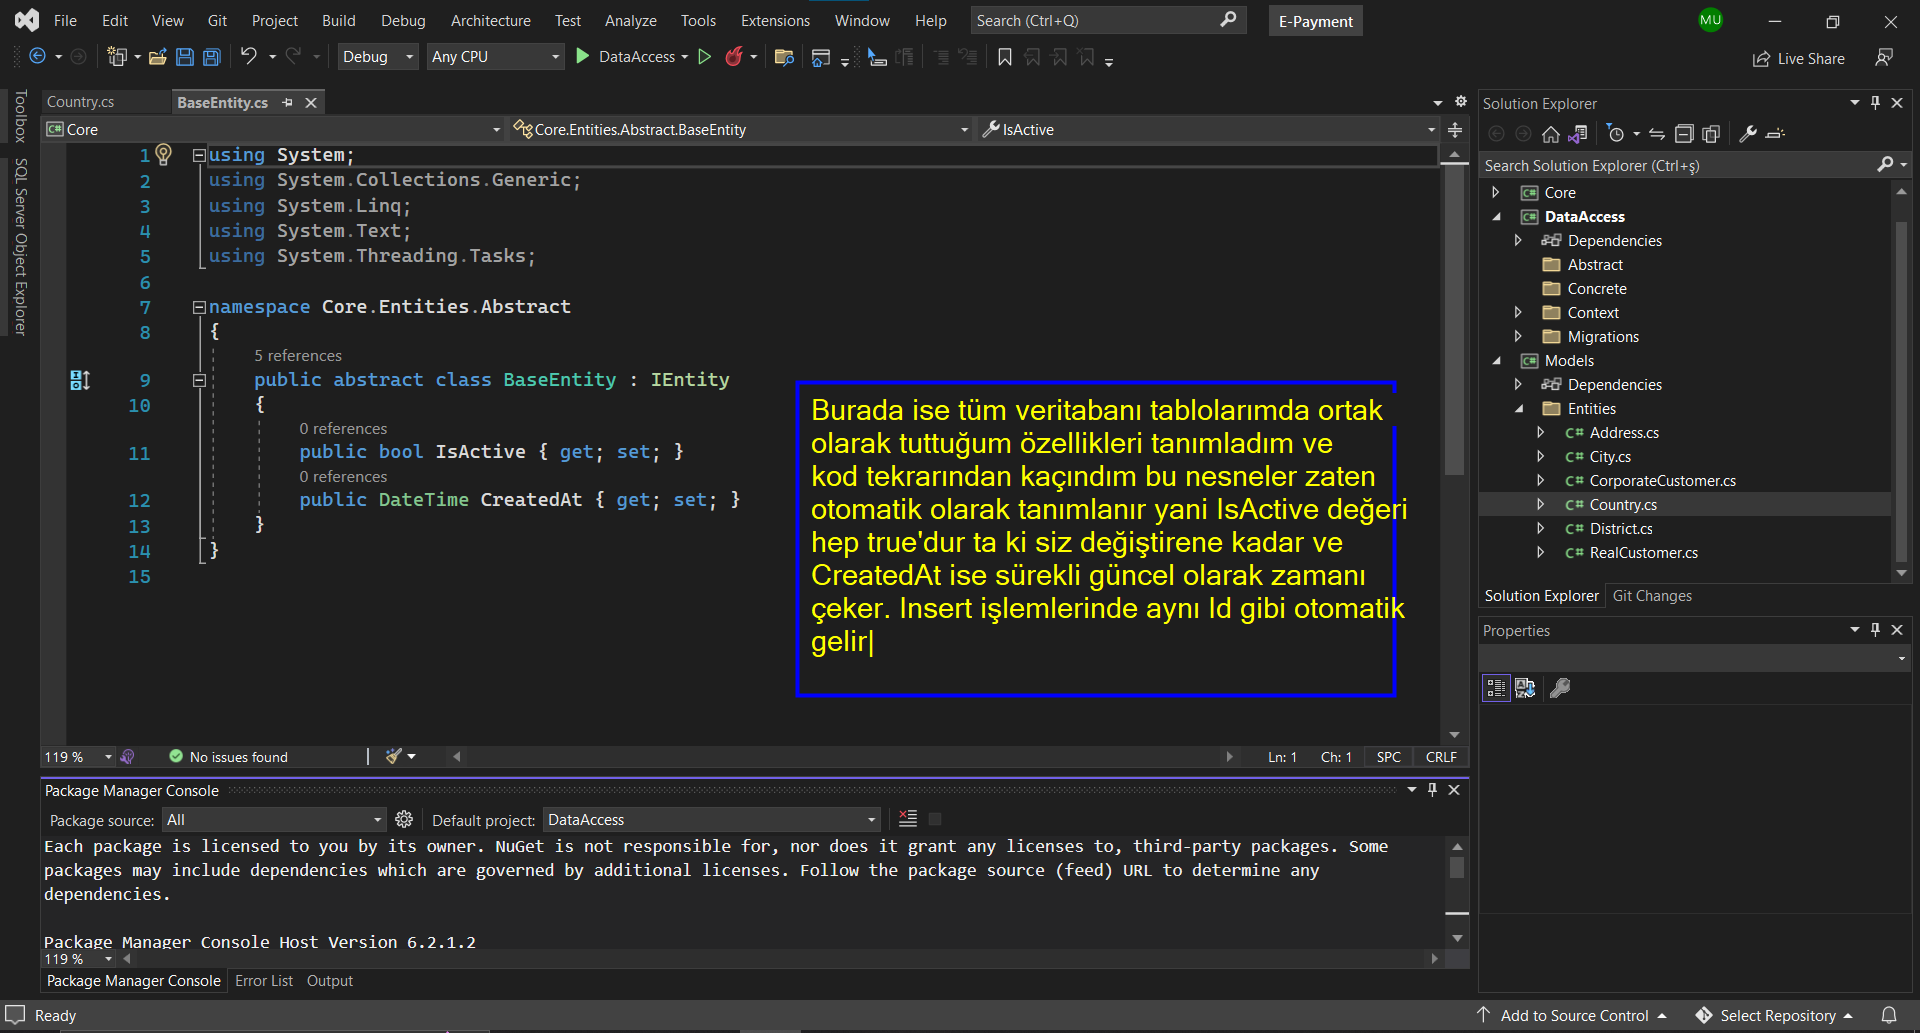 File Edit View Git Project Build Debug Architecture Test Analyze Tools Extensions Window Help Search (Ctrl+Q) E-Payment MU
Debug Any CPU DataAccess Live Share
Toolbox
SQL Server Object Explorer
Country.cs BaseEntity.cs
C# Core Core.Entities.Abstract.BaseEntity IsActive
1 using System;
2 using System.Collections.Generic;
3 using System.Linq;
4 using System.Text;
5 using System.Threading.Tasks;
6
7 namespace Core.Entities.Abstract
8 {
5 references
9 public abstract class BaseEntity : IEntity
10 {
0 references
11 public bool IsActive { get; set; }
0 references
12 public DateTime CreatedAt { get; set; }
13 }
14 }
15
Burada ise tüm veritabanı tablolarımda ortak
olarak tuttuğum özellikleri tanımladım ve
kod tekrarından kaçındım bu nesneler zaten
otomatik olarak tanımlanır yani IsActive değeri
hep true'dur ta ki siz değiştirene kadar ve
CreatedAt ise sürekli güncel olarak zamanı
çeker. Insert işlemlerinde aynı Id gibi otomatik
gelir|
119 % No issues found Ln: 1 Ch: 1 SPC CRLF
Package Manager Console
Package source: All Default project: DataAccess
Each package is licensed to you by its owner. NuGet is not responsible for, nor does it grant any licenses to, third-party packages. Some
packages may include dependencies which are governed by additional licenses. Follow the package source (feed) URL to determine any
dependencies.
Package Manager Console Host Version 6.2.1.2
119 %
Package Manager Console Error List Output
Solution Explorer
Search Solution Explorer (Ctrl+ş)
C# Core
C# DataAccess
Dependencies
Abstract
Concrete
Context
Migrations
C# Models
Dependencies
Entities
C# Address.cs
C# City.cs
C# CorporateCustomer.cs
C# Country.cs
C# District.cs
C# RealCustomer.cs
Solution Explorer Git Changes
Properties
Ready Add to Source Control Select Repository